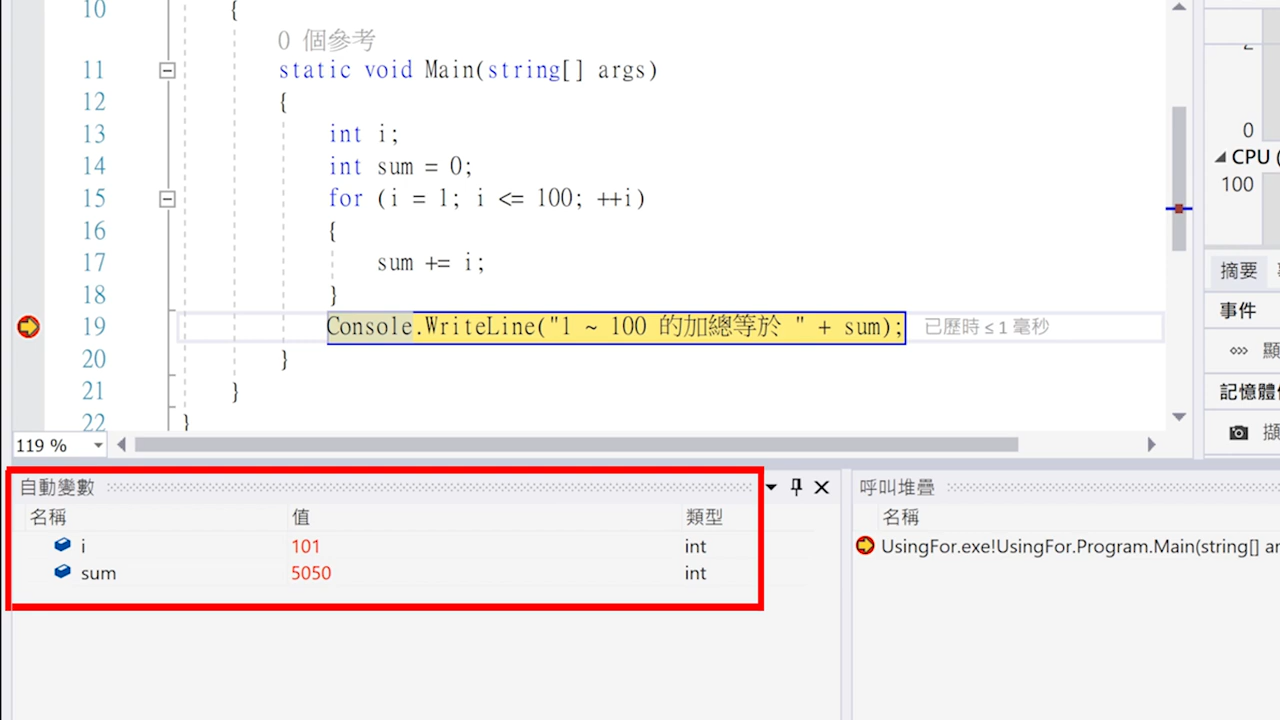 10 {
0 個參考
11 static void Main(string[] args)
12 {
13 int i;
14 int sum = 0;
15 for (i = 1; i <= 100; ++i)
16 {
17 sum += i;
18 }
19 Console.WriteLine("1 ~ 100 的加總等於 " + sum); 已歷時 ≤ 1 毫秒
20 }
21 }
22 }
119 %
自動變數
名稱 值 類型
i 101 int
sum 5050 int
呼叫堆疊
名稱
UsingFor.exe!UsingFor.Program.Main(string[] ar
0
CPU (
100
摘要
事件
顯
記憶體
擷